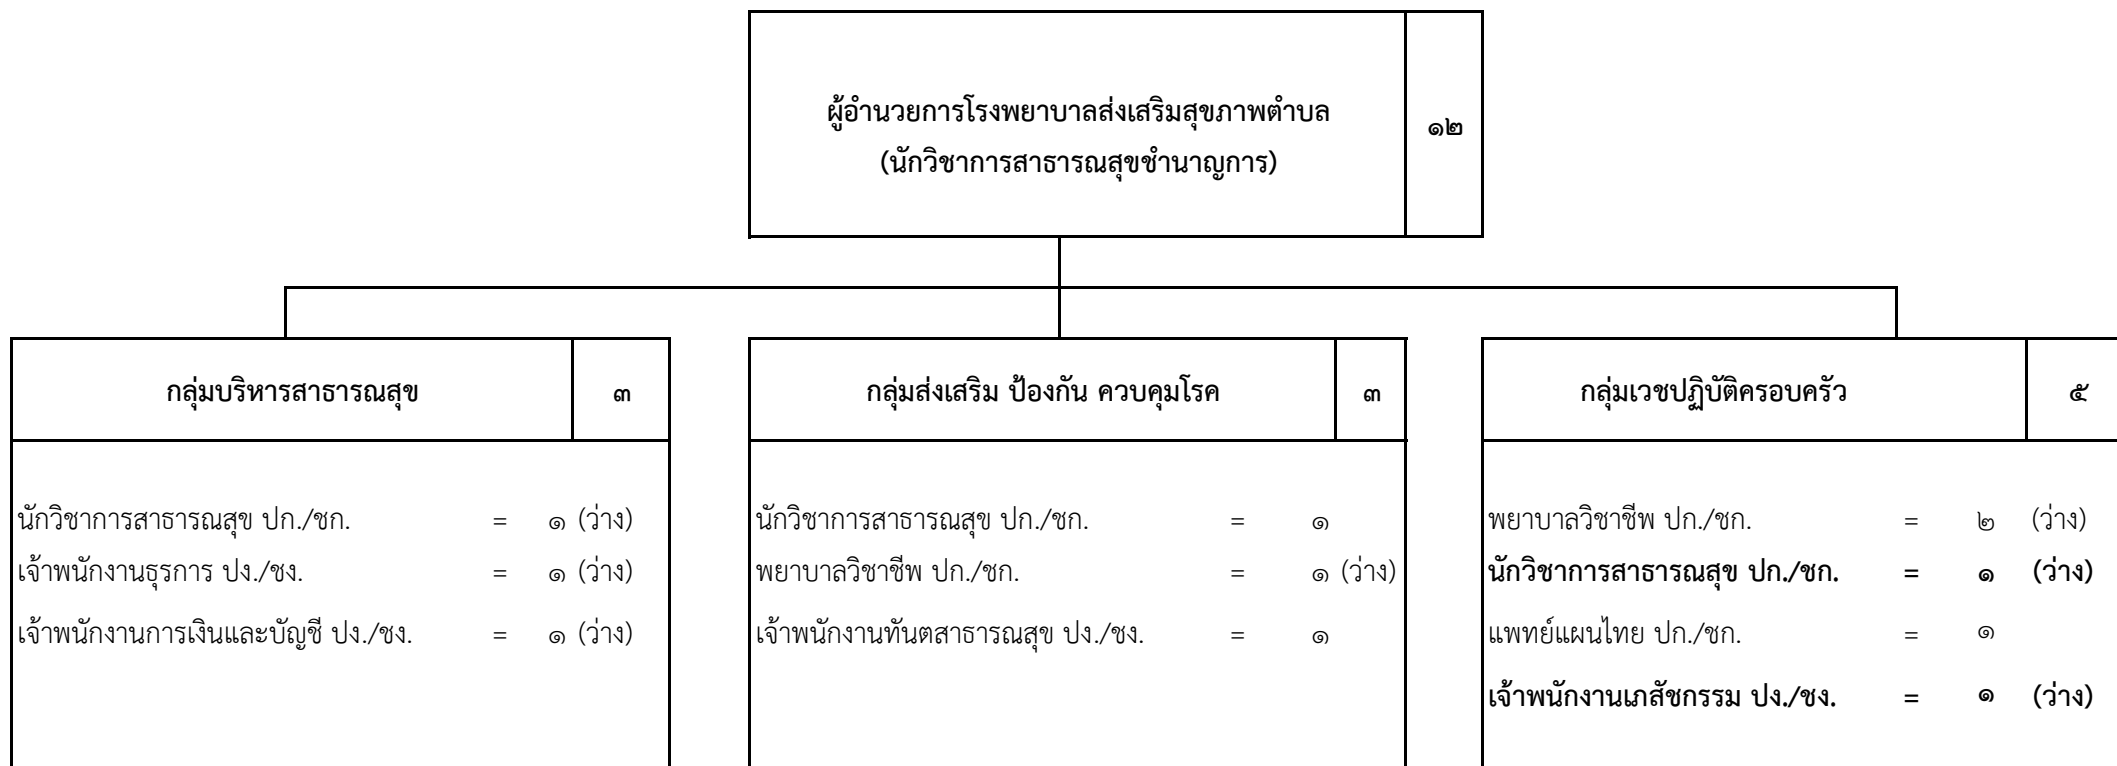 ผู้อำนวยการโรงพยาบาลส่งเสริมสุขภาพตำบล
(นักวิชาการสาธารณสุขชำนาญการ)
๑๒
กลุ่มบริหารสาธารณสุข ๓
นักวิชาการสาธารณสุข ปก./ชก. = ๑ (ว่าง)
เจ้าพนักงานธุรการ ปง./ชง. = ๑ (ว่าง)
เจ้าพนักงานการเงินและบัญชี ปง./ชง. = ๑ (ว่าง)
กลุ่มส่งเสริม ป้องกัน ควบคุมโรค ๓
นักวิชาการสาธารณสุข ปก./ชก. = ๑
พยาบาลวิชาชีพ ปก./ชก. = ๑ (ว่าง)
เจ้าพนักงานทันตสาธารณสุข ปง./ชง. = ๑
กลุ่มเวชปฏิบัติครอบครัว ๕
พยาบาลวิชาชีพ ปก./ชก. = ๒ (ว่าง)
นักวิชาการสาธารณสุข ปก./ชก. = ๑ (ว่าง)
แพทย์แผนไทย ปก./ชก. = ๑
เจ้าพนักงานเภสัชกรรม ปง./ชง. = ๑ (ว่าง)